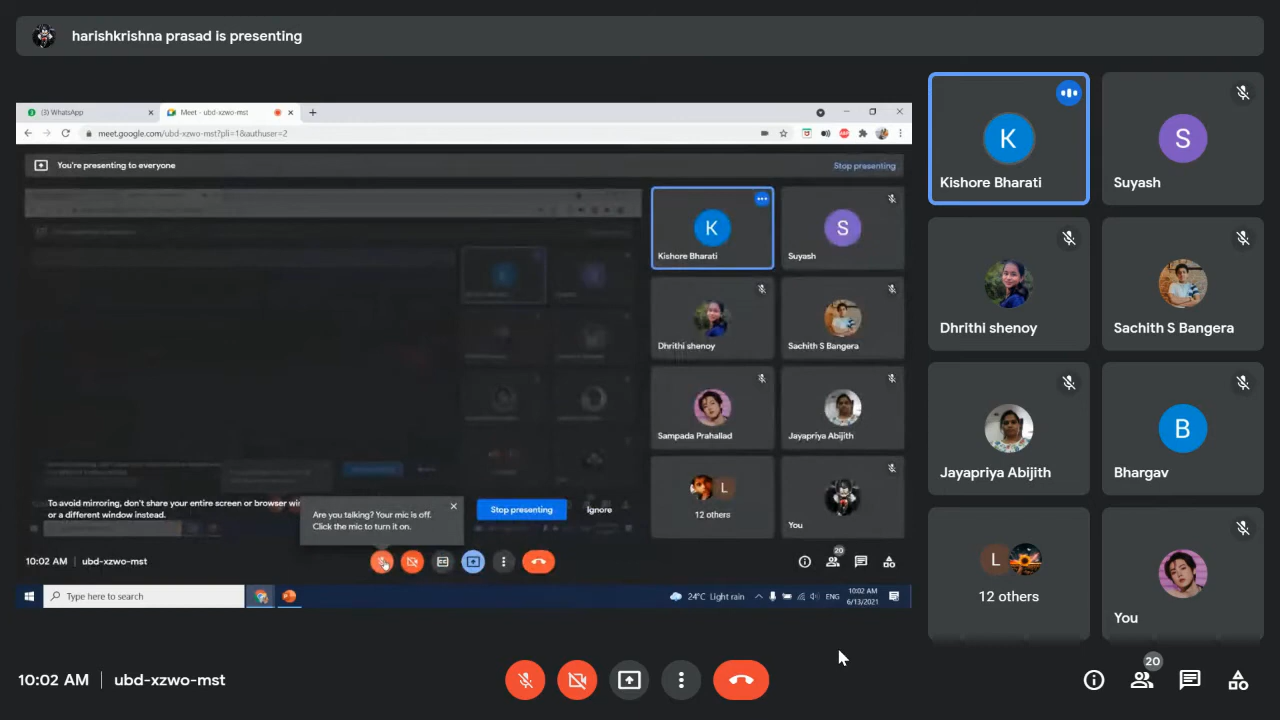 harishkrishna prasad is presenting
(3) WhatsApp
Meet - ubd-xzwo-mst
meet.google.com/ubd-xzwo-mst?pli=1&authuser=2
You're presenting to everyone
Stop presenting
K
Kishore Bharati
S
Suyash
Dhrithi shenoy
Sachith S Bangera
Sampada Prahallad
Jayapriya Abijith
L
12 others
You
To avoid mirroring, don't share your entire screen or browser win
or a different window instead.
Are you talking? Your mic is off.
Click the mic to turn it on.
Stop presenting
Ignore
10:02 AM
ubd-xzwo-mst
20
Type here to search
24°C Light rain
ENG
10:02 AM
6/13/2021
K
Kishore Bharati
S
Suyash
Dhrithi shenoy
Sachith S Bangera
Jayapriya Abijith
B
Bhargav
L
12 others
You
10:02 AM
ubd-xzwo-mst
20